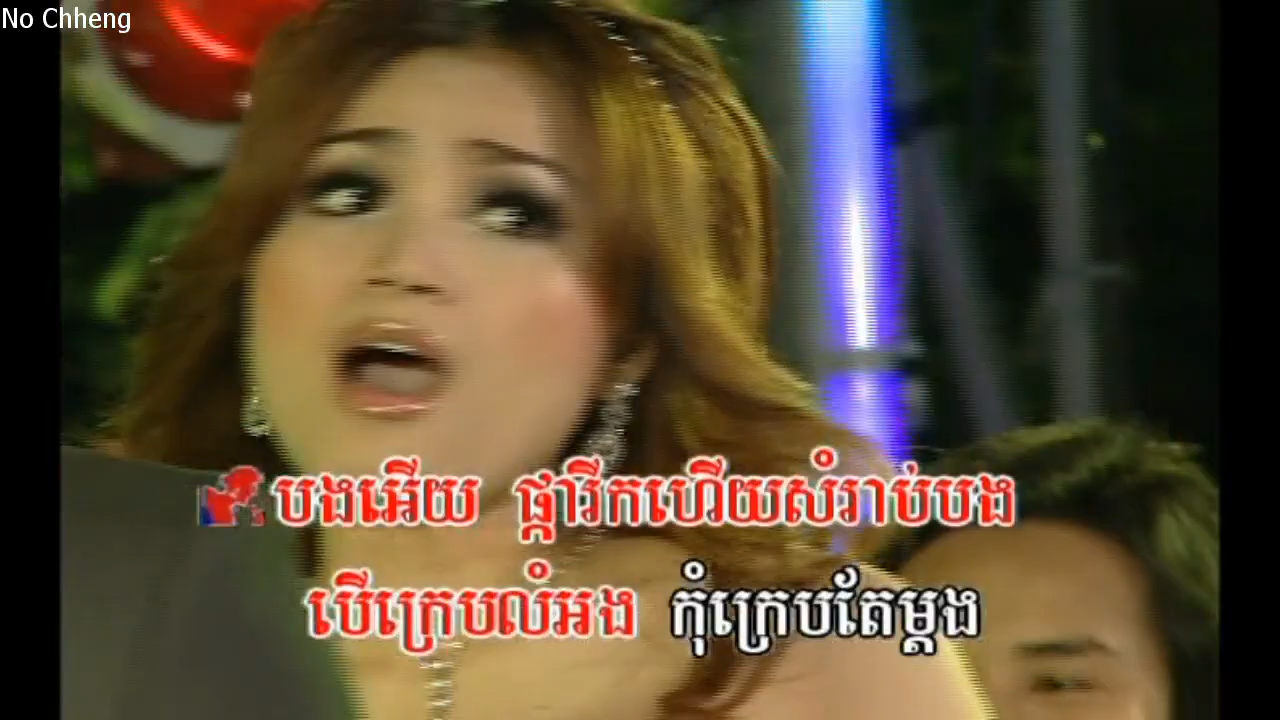 No Chheng
បងអើយ ផ្ការីកហើយសំរាប់បង
បើក្រេបលំអង កុំក្រេបតែម្ដង